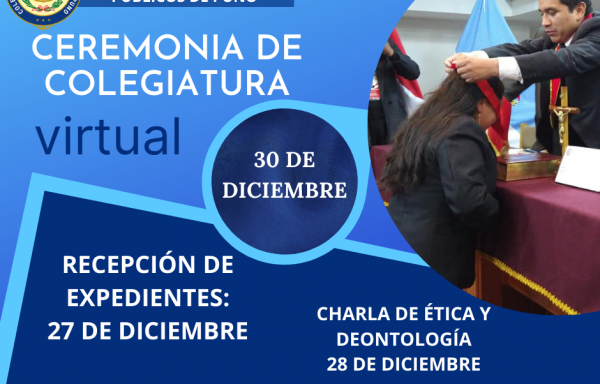 PÚBLICOS DE PUNO
CEREMONIA DE
COLEGIATURA
virtual
30 DE
DICIEMBRE
RECEPCIÓN DE
EXPEDIENTES:
27 DE DICIEMBRE
CHARLA DE ÉTICA Y
DEONTOLOGÍA
28 DE DICIEMBRE